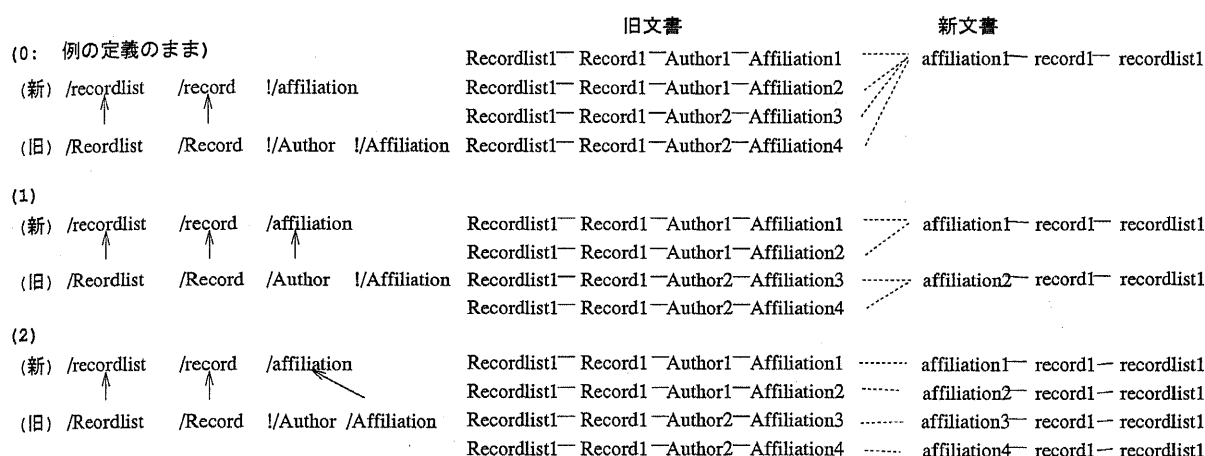 旧文書 新文書
(0: 例の定義のまま) Recordlist1 — Record1 — Author1 — Affiliation1 ------ affiliation1 — record1 — recordlist1
(新) /recordlist /record !/affiliation Recordlist1 — Record1 — Author1 — Affiliation2
Recordlist1 — Record1 — Author2 — Affiliation3
(旧) /Reordlist /Record !/Author !/Affiliation Recordlist1 — Record1 — Author2 — Affiliation4
(1)
(新) /recordlist /record /affiliation Recordlist1 — Record1 — Author1 — Affiliation1 ------ affiliation1 — record1 — recordlist1
Recordlist1 — Record1 — Author1 — Affiliation2
(旧) /Reordlist /Record /Author !/Affiliation Recordlist1 — Record1 — Author2 — Affiliation3 ------ affiliation2 — record1 — recordlist1
Recordlist1 — Record1 — Author2 — Affiliation4
(2)
(新) /recordlist /record /affiliation Recordlist1 — Record1 — Author1 — Affiliation1 ------ affiliation1 — record1 — recordlist1
Recordlist1 — Record1 — Author1 — Affiliation2 ------ affiliation2 — record1 — recordlist1
(旧) /Reordlist /Record !/Author /Affiliation Recordlist1 — Record1 — Author2 — Affiliation3 ------ affiliation3 — record1 — recordlist1
Recordlist1 — Record1 — Author2 — Affiliation4 ------ affiliation4 — record1 — recordlist1